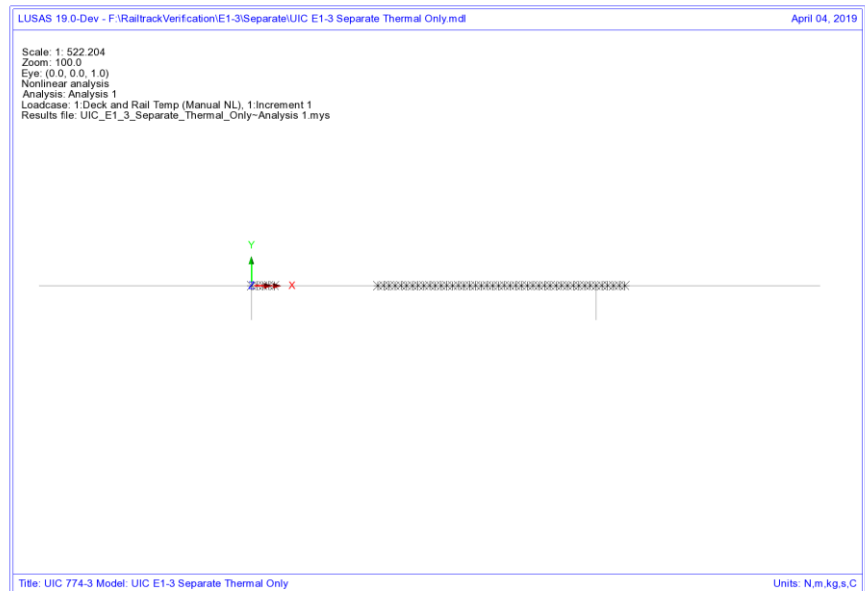 LUSAS 19.0-Dev - F:\RailtrackVerification\E1-3\Separate\UIC E1-3 Separate Thermal Only.mdl April 04, 2019
Scale: 1: 522.204
Zoom: 100.0
Eye: (0.0, 0.0, 1.0)
Nonlinear analysis
Analysis: Analysis 1
Loadcase: 1:Deck and Rail Temp (Manual NL), 1:Increment 1
Results file: UIC_E1_3_Separate_Thermal_Only~Analysis 1.mys
Y
Z X
Title: UIC 774-3 Model: UIC E1-3 Separate Thermal Only Units: N,m,kg,s,C